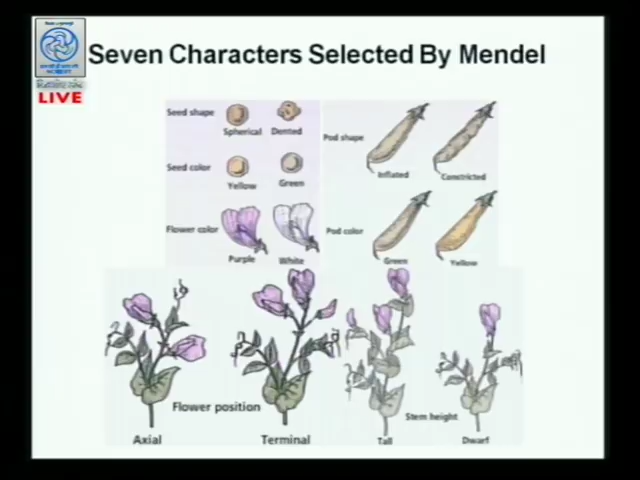 Seven Characters Selected By Mendel
LIVE
Seed shape
Spherical Dented
Seed color
Yellow Green
Flower color
Purple White
Pod shape
Inflated Constricted
Pod color
Green Yellow
Flower position
Axial Terminal
Stem height
Tall Dwarf